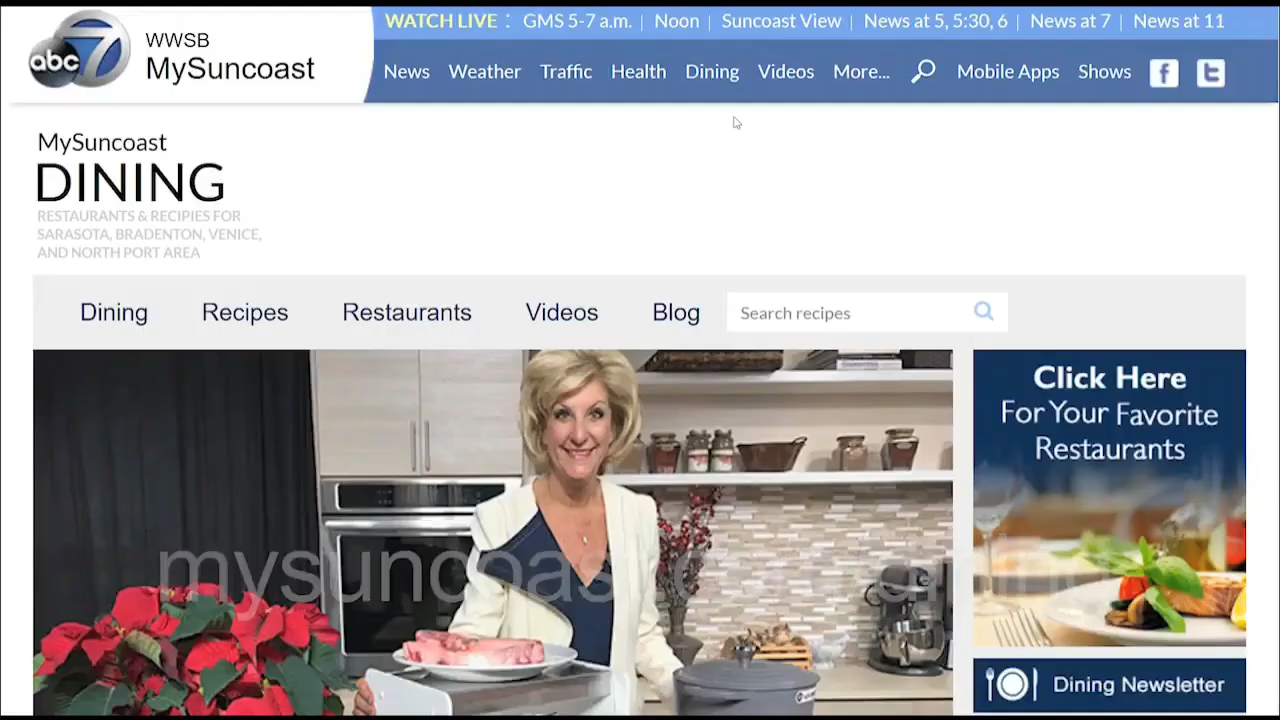 WATCH LIVE : GMS 5-7 a.m. | Noon | Suncoast View | News at 5, 5:30, 6 | News at 7 | News at 11
abc 7
WWSB
MySuncoast
News Weather Traffic Health Dining Videos More... Mobile Apps Shows f t
MySuncoast
DINING
RESTAURANTS & RECIPIES FOR
SARASOTA, BRADENTON, VENICE,
AND NORTH PORT AREA
Dining Recipes Restaurants Videos Blog Search recipes
Click Here
For Your Favorite
Restaurants
mysuncoast.com/dining
Dining Newsletter